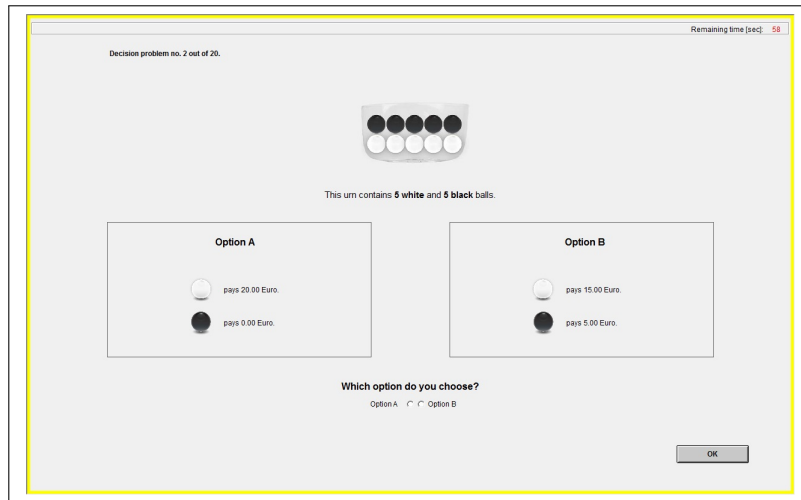 Remaining time [sec]: 58
Decision problem no. 2 out of 20.
This urn contains 5 white and 5 black balls.
Option A
pays 20.00 Euro.
pays 0.00 Euro.
Option B
pays 15.00 Euro.
pays 5.00 Euro.
Which option do you choose?
Option A Option B
OK